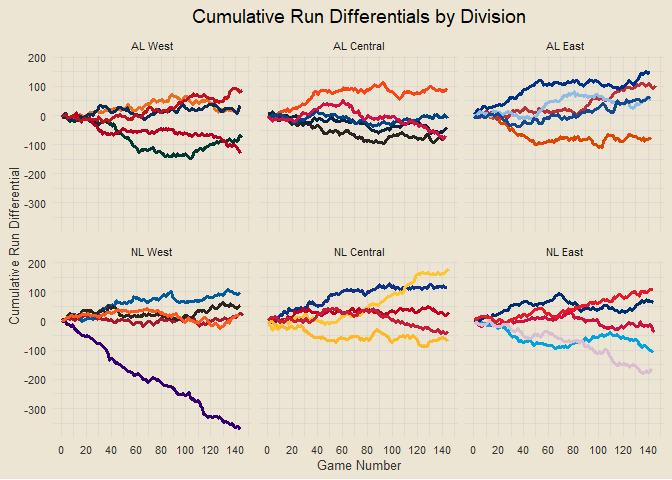 Cumulative Run Differentials by Division
AL West AL Central AL East
200
100
0
-100
-200
-300
NL West NL Central NL East
200
100
0
-100
-200
-300
Cumulative Run Differential
0 20 40 60 80 100 120 140 0 20 40 60 80 100 120 140 0 20 40 60 80 100 120 140
Game Number